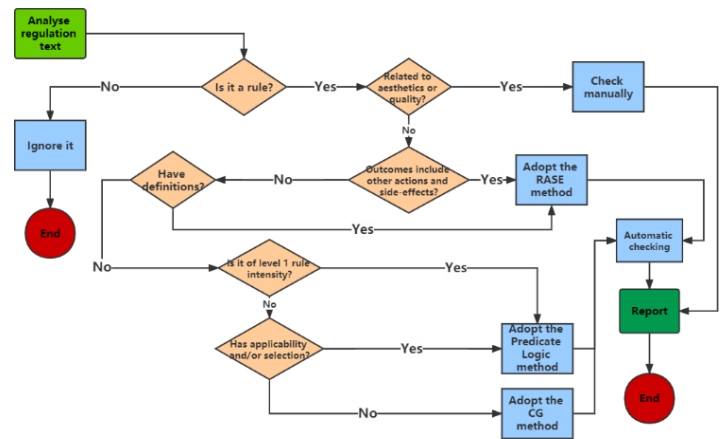 Analyse
regulation
text
Is it a rule?
No
Yes
Related to
aesthetics or
quality?
Yes
Check
manually
Ignore it
No
Outcomes include
other actions and
side-effects?
Yes
Adopt the
RASE
method
Have
definitions?
No
Yes
End
Automatic
checking
No
Is it of level 1 rule
intensity?
Yes
No
Report
Has applicability
and/or selection?
Yes
Adopt the
Predicate
Logic
method
No
Adopt the
CG
method
End